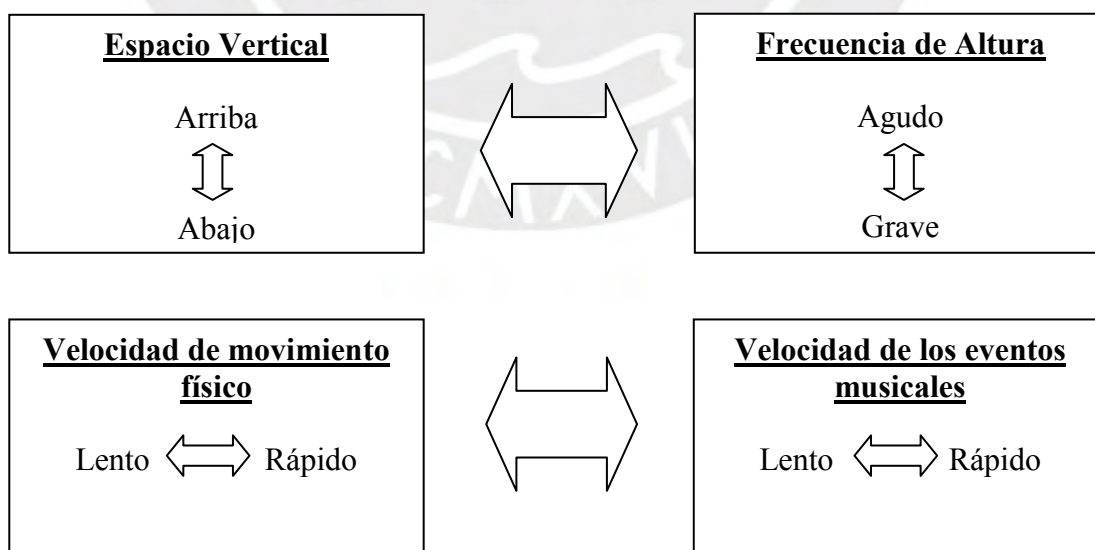 Espacio Vertical
Arriba
Abajo
Frecuencia de Altura
Agudo
Grave
Velocidad de movimiento
físico
Lento Rápido
Velocidad de los eventos
musicales
Lento Rápido